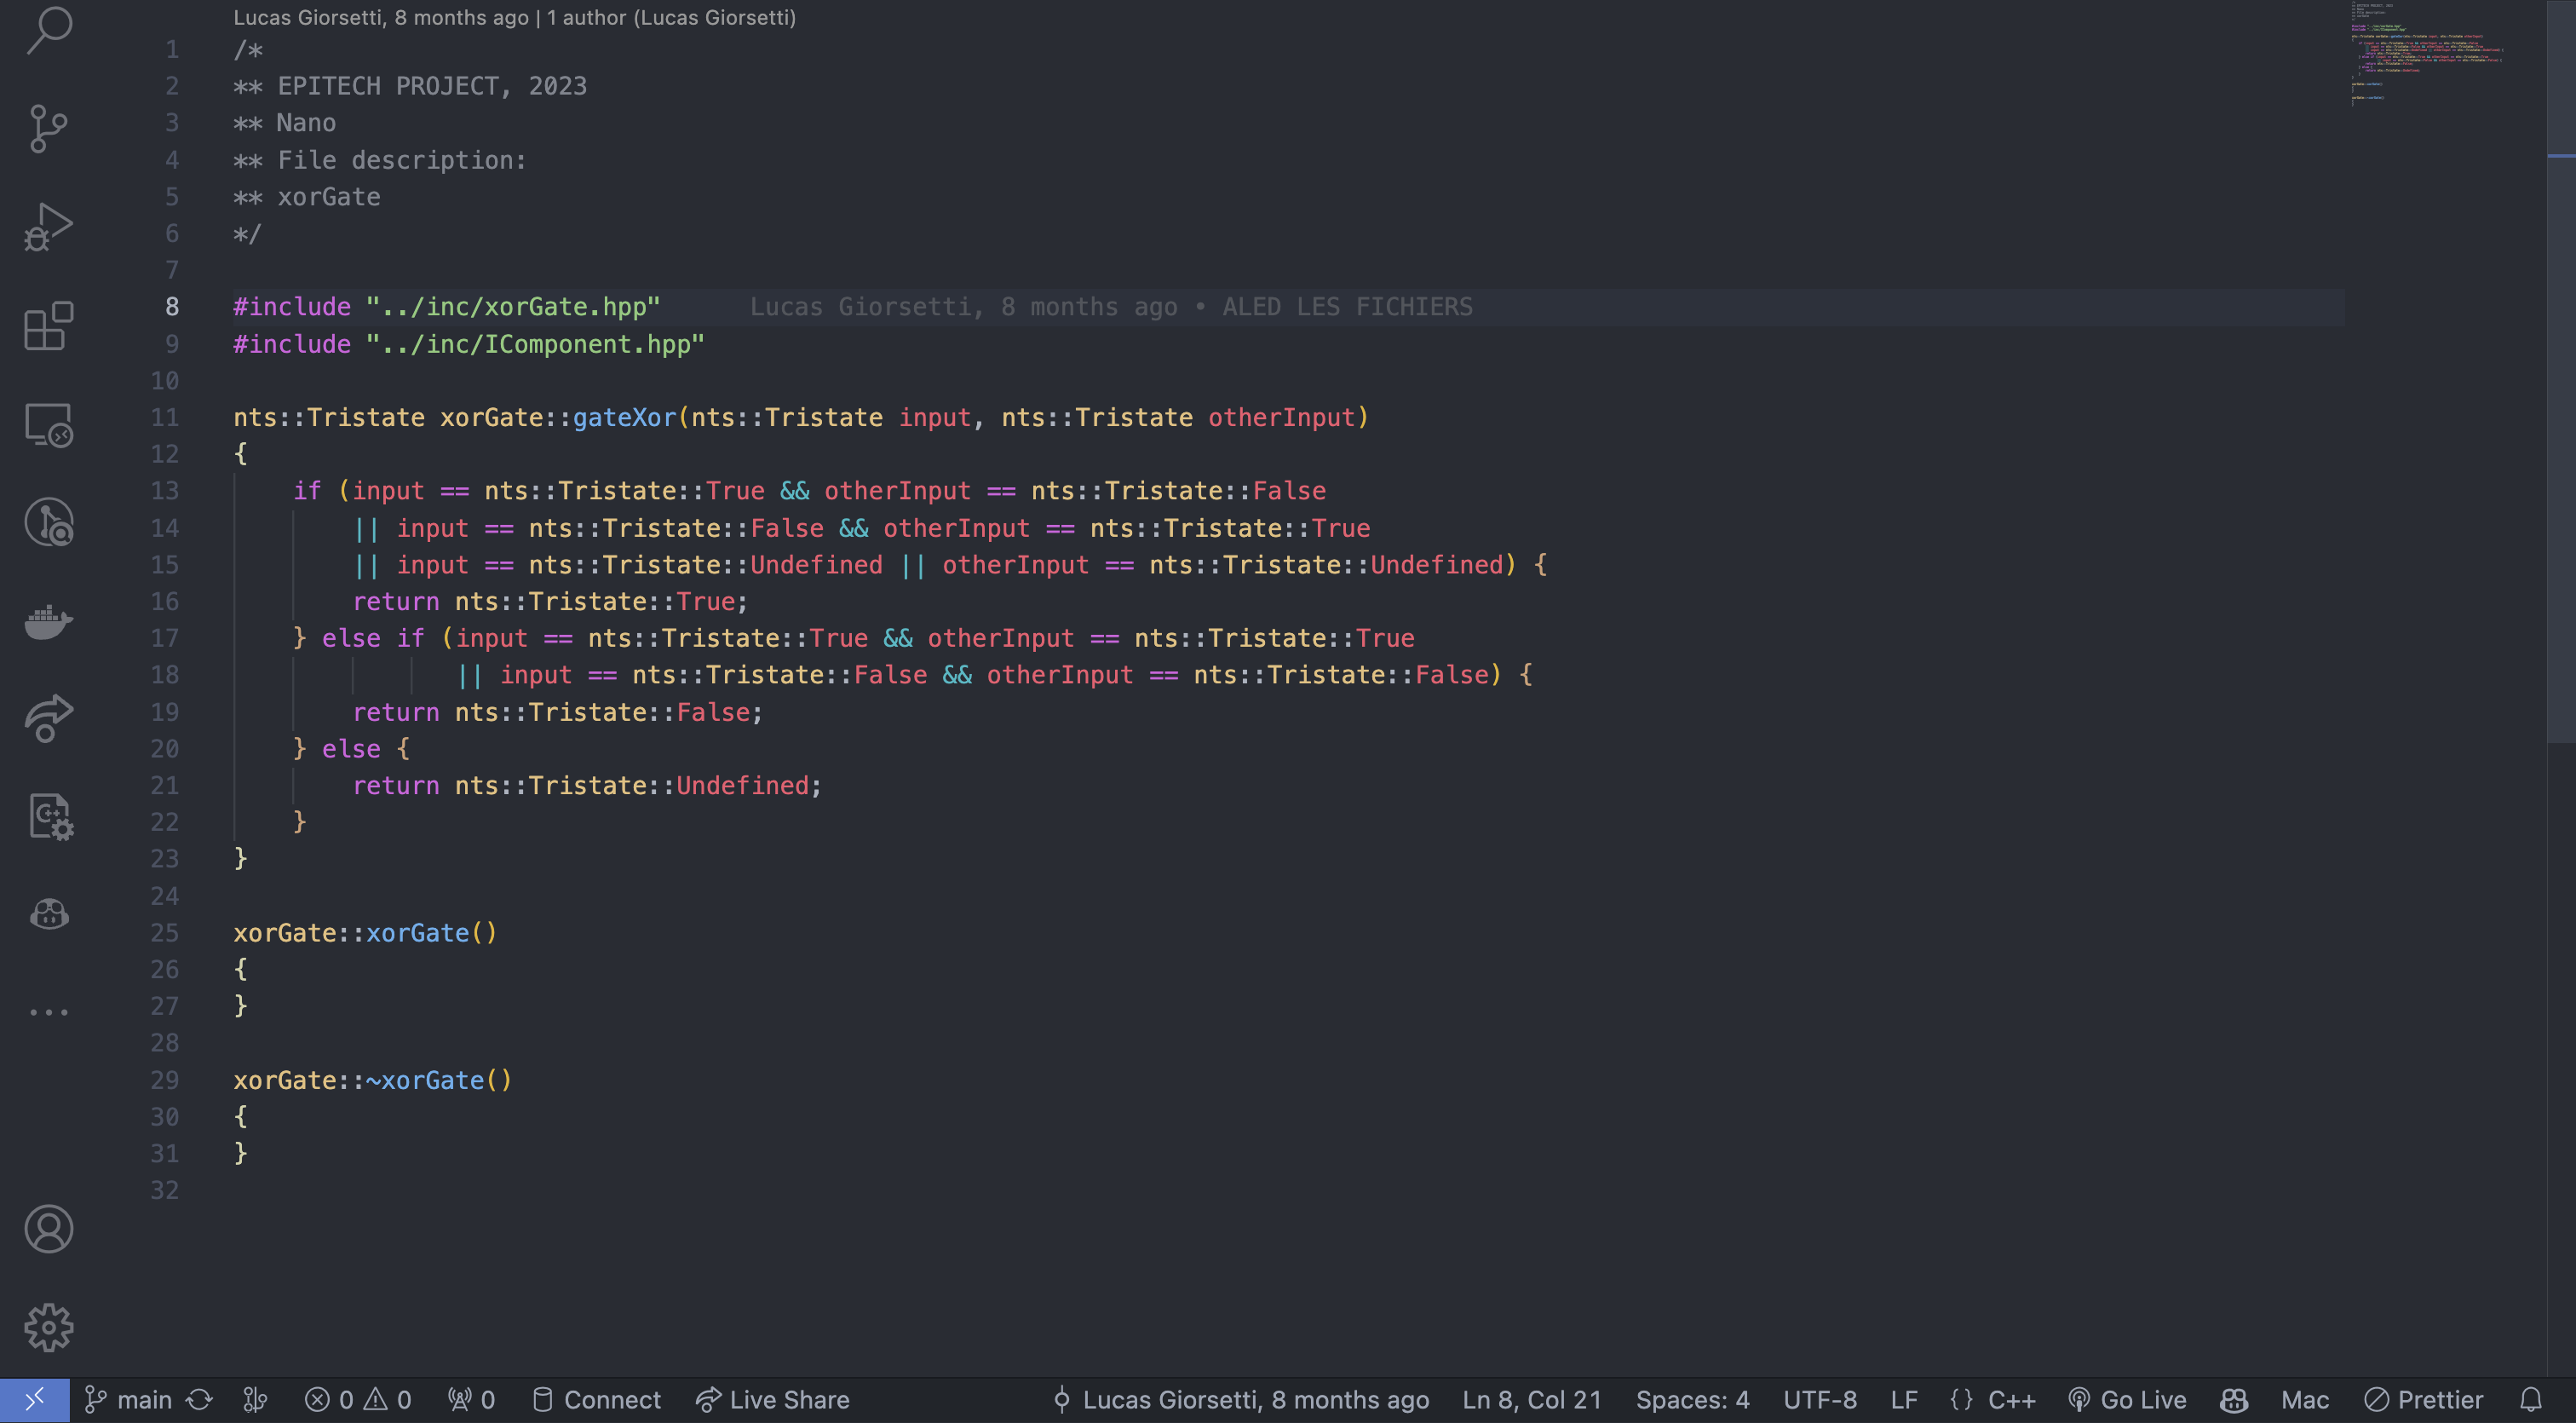 Lucas Giorsetti, 8 months ago | 1 author (Lucas Giorsetti)
1 /*
2 ** EPITECH PROJECT, 2023
3 ** Nano
4 ** File description:
5 ** xorGate
6 */
7
8 #include "../inc/xorGate.hpp" Lucas Giorsetti, 8 months ago • ALED LES FICHIERS
9 #include "../inc/IComponent.hpp"
10
11 nts::Tristate xorGate::gateXor(nts::Tristate input, nts::Tristate otherInput)
12 {
13 if (input == nts::Tristate::True && otherInput == nts::Tristate::False
14 || input == nts::Tristate::False && otherInput == nts::Tristate::True
15 || input == nts::Tristate::Undefined || otherInput == nts::Tristate::Undefined) {
16 return nts::Tristate::True;
17 } else if (input == nts::Tristate::True && otherInput == nts::Tristate::True
18 || input == nts::Tristate::False && otherInput == nts::Tristate::False) {
19 return nts::Tristate::False;
20 } else {
21 return nts::Tristate::Undefined;
22 }
23 }
24
25 xorGate::xorGate()
26 {
27 }
28
29 xorGate::~xorGate()
30 {
31 }
32
main 0 0 0 Connect Live Share Lucas Giorsetti, 8 months ago Ln 8, Col 21 Spaces: 4 UTF-8 LF {} C++ Go Live Mac Prettier